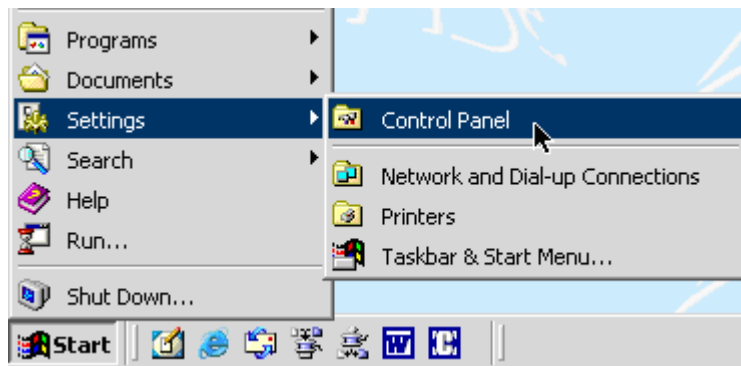 Programs
Documents
Settings
Search
Help
Run...
Shut Down...
Control Panel
Network and Dial-up Connections
Printers
Taskbar & Start Menu...
Start